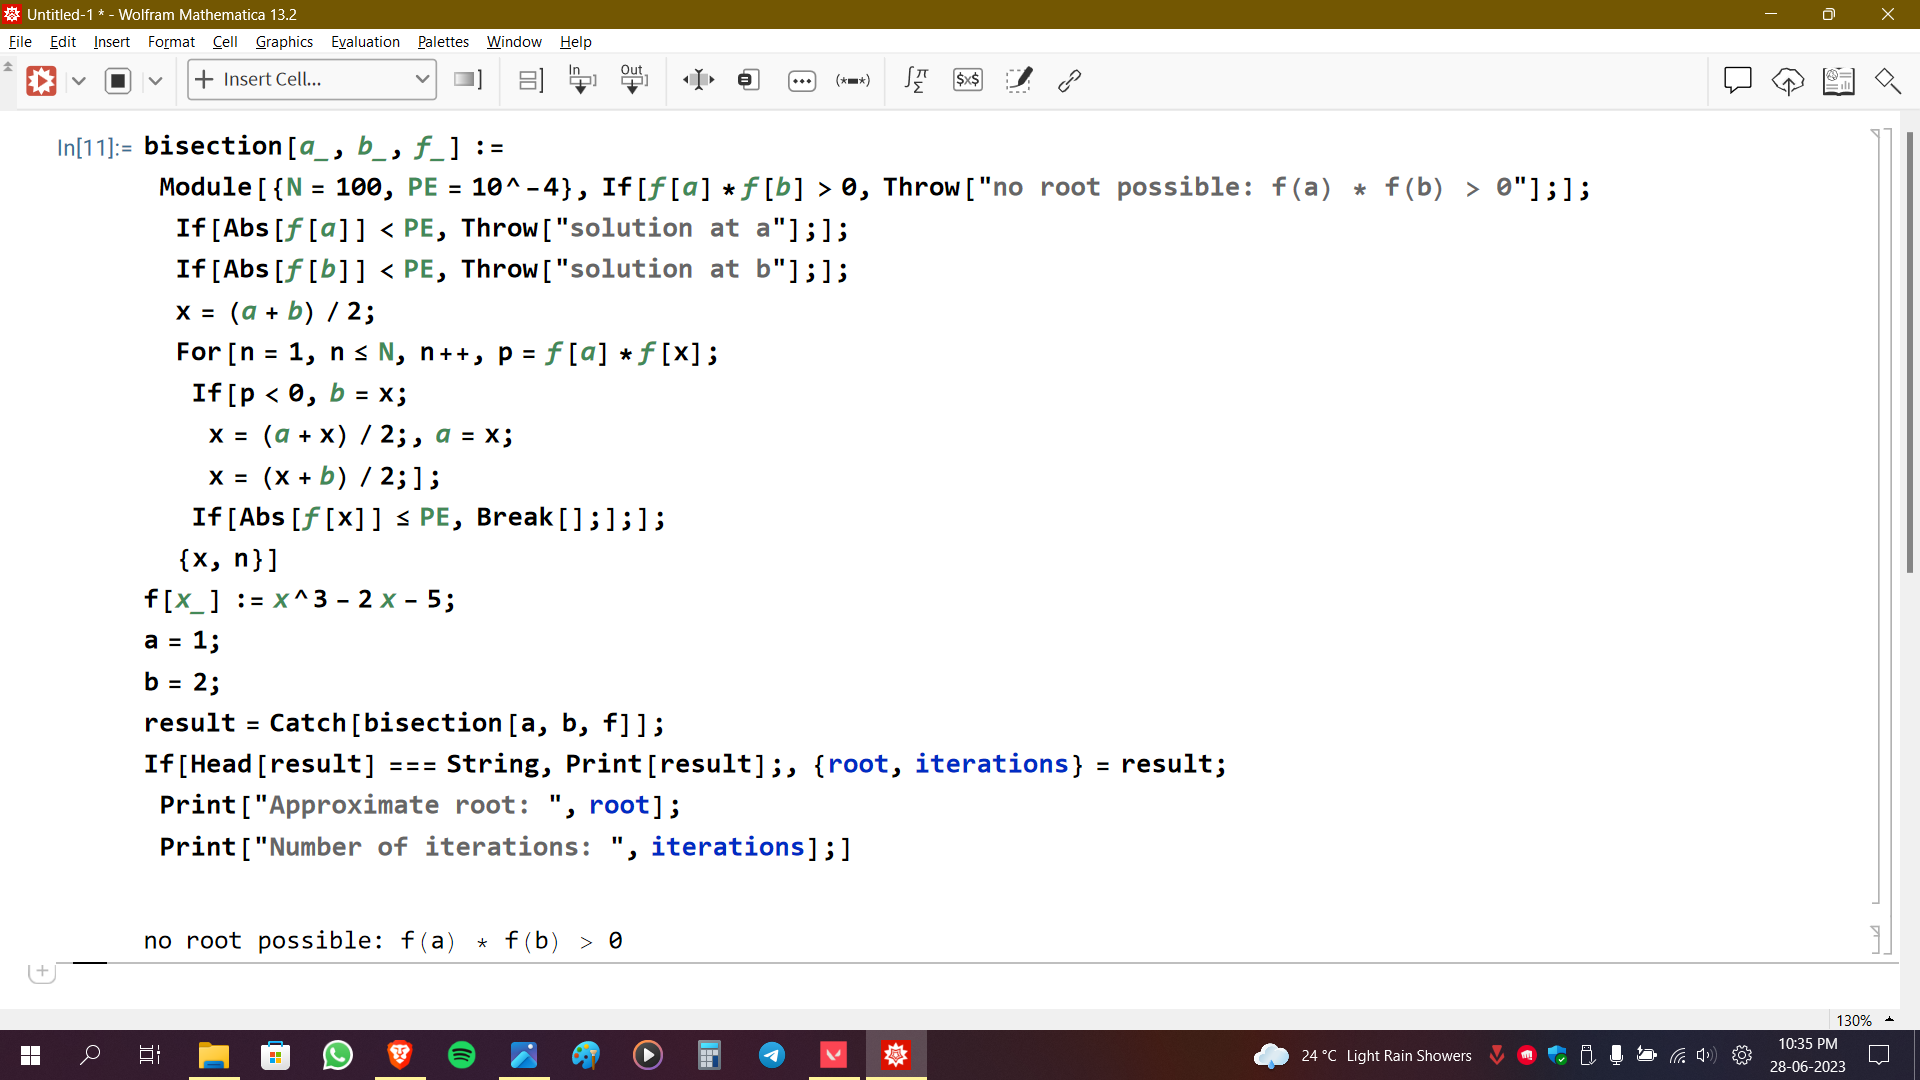 Untitled-1 * - Wolfram Mathematica 13.2
File Edit Insert Format Cell Graphics Evaluation Palettes Window Help
Insert Cell... In Out $x$
In[11]:= bisection[a_, b_, f_] :=
Module[{N = 100, PE = 10^-4}, If[f[a] * f[b] > 0, Throw["no root possible: f(a) * f(b) > 0"];];
If[Abs[f[a]] < PE, Throw["solution at a"];];
If[Abs[f[b]] < PE, Throw["solution at b"];];
x = (a + b) / 2;
For[n = 1, n ≤ N, n++, p = f[a] * f[x];
If[p < 0, b = x;
x = (a + x) / 2;, a = x;
x = (x + b) / 2;];
If[Abs[f[x]] ≤ PE, Break[];];];
{x, n}]
f[x_] := x^3 - 2 x - 5;
a = 1;
b = 2;
result = Catch[bisection[a, b, f]];
If[Head[result] === String, Print[result];, {root, iterations} = result;
Print["Approximate root: ", root];
Print["Number of iterations: ", iterations];]
no root possible: f(a) * f(b) > 0
130%
24 °C Light Rain Showers
10:35 PM
28-06-2023